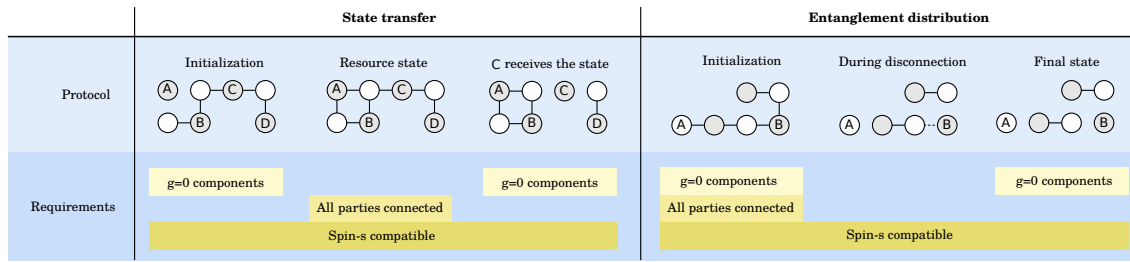 State transfer
Entanglement distribution
Protocol
Initialization
Resource state
C receives the state
Initialization
During disconnection
Final state
A C B D
A C B D
A C B D
A B
A B
A B
Requirements
g=0 components
g=0 components
g=0 components
g=0 components
All parties connected
All parties connected
Spin-s compatible
Spin-s compatible